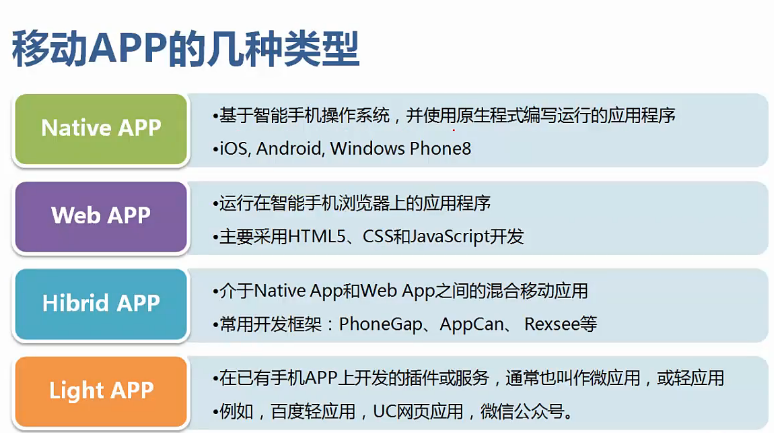 移动APP的几种类型
Native APP
•基于智能手机操作系统，并使用原生程式编写运行的应用程序
•iOS, Android, Windows Phone8
Web APP
•运行在智能手机浏览器上的应用程序
•主要采用HTML5、CSS和JavaScript开发
Hibrid APP
•介于Native App和Web App之间的混合移动应用
•常用开发框架：PhoneGap、AppCan、 Rexsee等
Light APP
•在已有手机APP上开发的插件或服务，通常也叫作微应用，或轻应用
•例如，百度轻应用，UC网页应用，微信公众号。